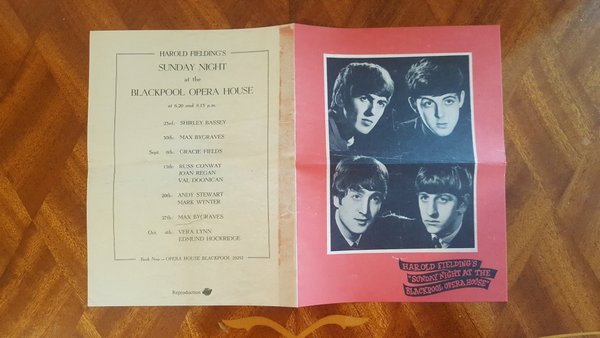 HAROLD FIELDING'S
SUNDAY NIGHT
at the
BLACKPOOL OPERA HOUSE
at 6.20 and 8.15 p.m.
23rd. SHIRLEY BASSEY
30th. MAX BYGRAVES
Sept. 6th. GRACIE FIELDS
13th. RUSS CONWAY
JOAN REGAN
VAL DOONICAN
20th. ANDY STEWART
MARK WYNTER
27th. MAX BYGRAVES
Oct. 4th. VERA LYNN
EDMUND HOCKRIDGE
Book Now — OPERA HOUSE BLACKPOOL 25252
Reproduction
HAROLD FIELDING'S
"SUNDAY NIGHT AT THE
BLACKPOOL OPERA HOUSE"